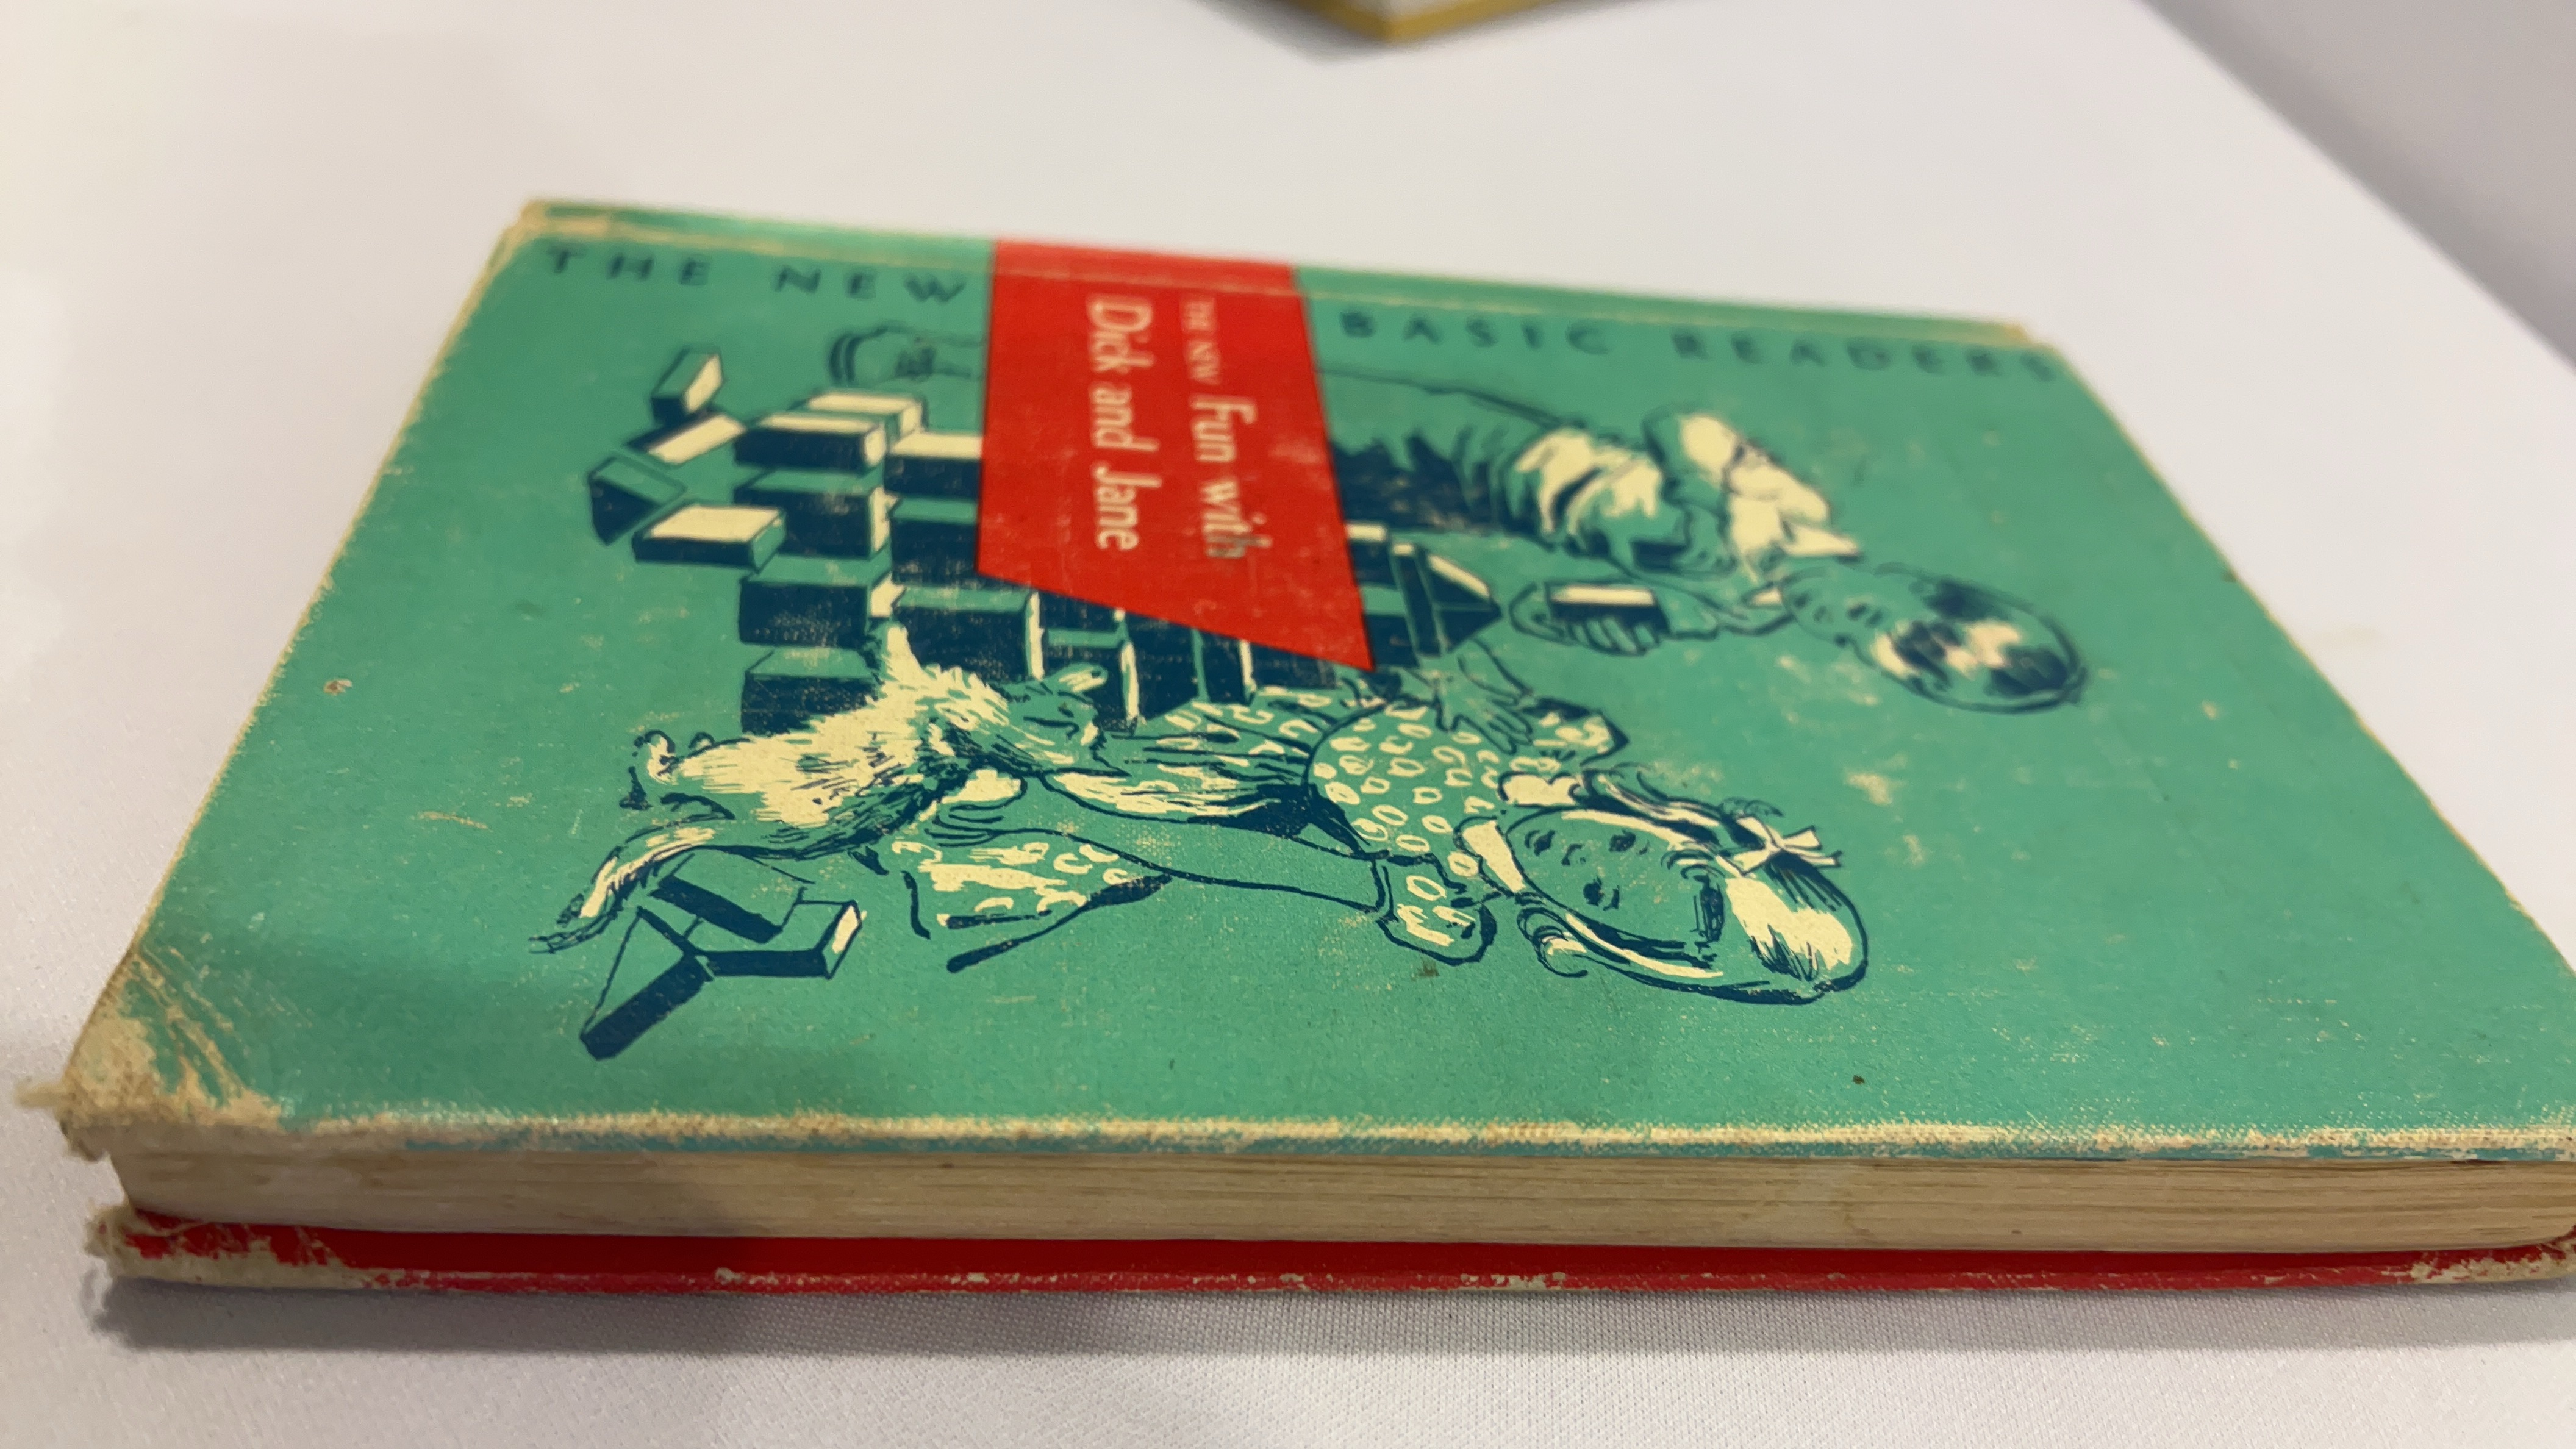 THE NEW BASIC READERS
THE NEW Fun with
Dick and Jane